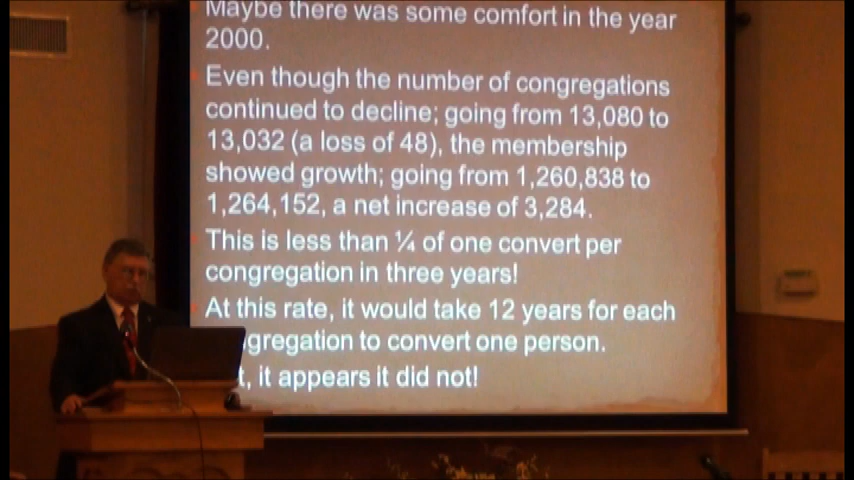 Maybe there was some comfort in the year
2000.
Even though the number of congregations
continued to decline; going from 13,080 to
13,032 (a loss of 48), the membership
showed growth; going from 1,260,838 to
1,264,152, a net increase of 3,284.
This is less than ¼ of one convert per
congregation in three years!
At this rate, it would take 12 years for each
gregation to convert one person.
t, it appears it did not!